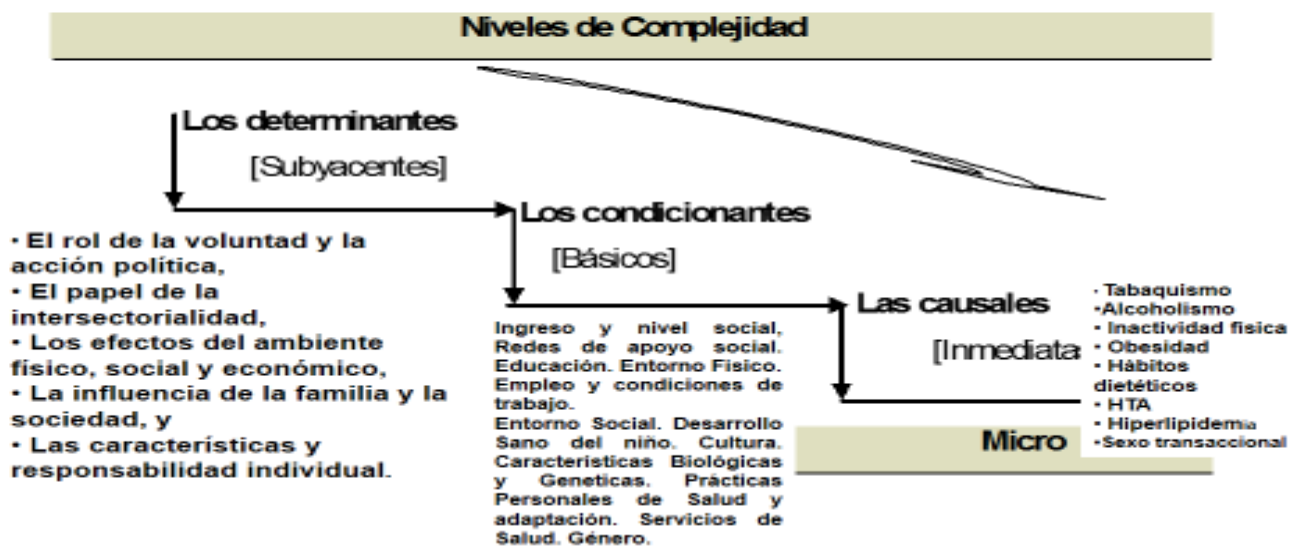 Niveles de Complejidad
Los determinantes
[Subyacentes]
• El rol de la voluntad y la
acción política,
• El papel de la
intersectorialidad,
• Los efectos del ambiente
físico, social y económico,
• La influencia de la familia y la
sociedad, y
• Las características y
responsabilidad individual.
Los condicionantes
[Básicos]
Ingreso y nivel social,
Redes de apoyo social.
Educación. Entorno Físico.
Empleo y condiciones de
trabajo.
Entorno Social. Desarrollo
Sano del niño. Cultura.
Características Biológicas
y Geneticas. Prácticas
Personales de Salud y
adaptación. Servicios de
Salud. Género.
Las causales
[Inmediata
• Tabaquismo
•Alcoholismo
• Inactividad física
• Obesidad
• Hábitos
dietéticos
• HTA
• Hiperlipidemia
•Sexo transaccional
Micro